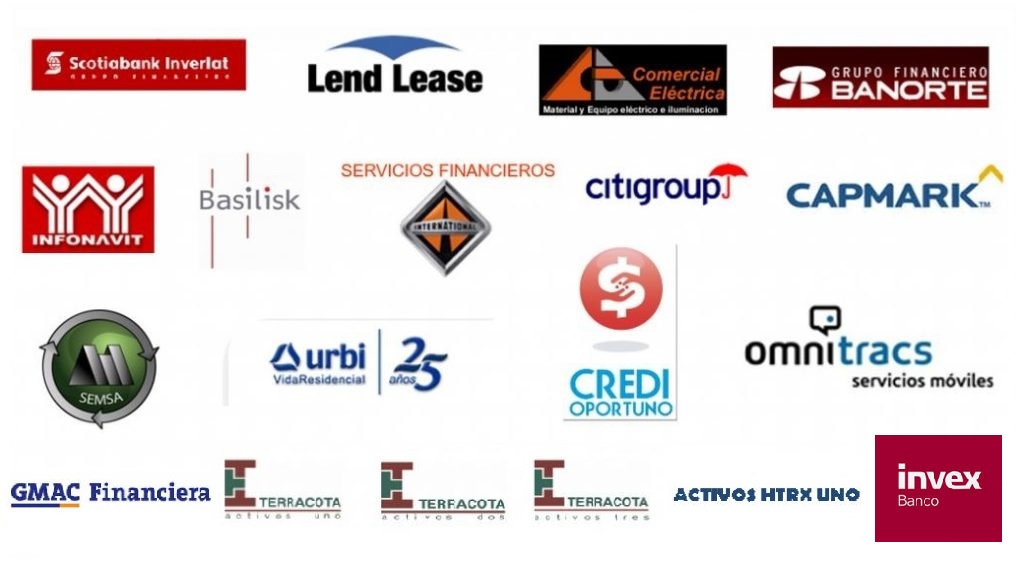 Scotiabank Inverlat
GRUPO FINANCIERO
Lend Lease
Comercial
Eléctrica
Material y Equipo eléctrico e iluminacion
GRUPO FINANCIERO
BANORTE
INFONAVIT
Basilisk
SERVICIOS FINANCIEROS
INTERNATIONAL
citigroup
CAPMARK™
SEMSA
urbi
VidaResidencial
25
años
CREDI
OPORTUNO
omnitracs
servicios móviles
GMAC Financiera
TERRACOTA
activos uno
TERFACOTA
activos dos
TERRACOTA
activos tres
ACTIVOS HTRX UNO
invex
Banco